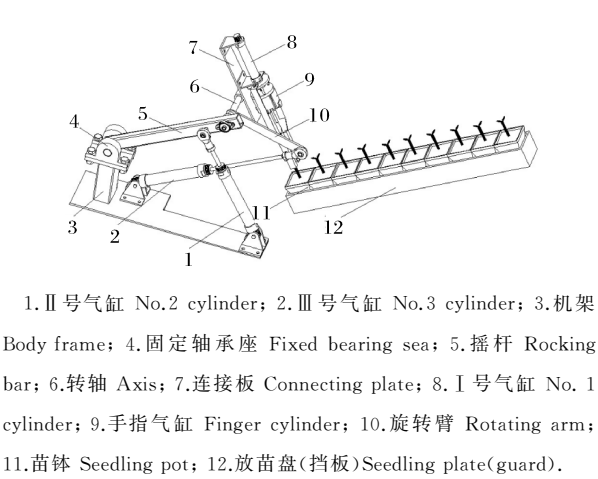 7
8
9
6
5
10
4
11
3
2
12
1
1.Ⅱ号气缸 No.2 cylinder; 2.Ⅲ号气缸 No.3 cylinder; 3.机架
Body frame; 4.固定轴承座 Fixed bearing sea; 5.摇杆 Rocking
bar; 6.转轴 Axis; 7.连接板 Connecting plate; 8.Ⅰ号气缸 No. 1
cylinder; 9.手指气缸 Finger cylinder; 10.旋转臂 Rotating arm;
11.苗钵 Seedling pot; 12.放苗盘(挡板)Seedling plate(guard).